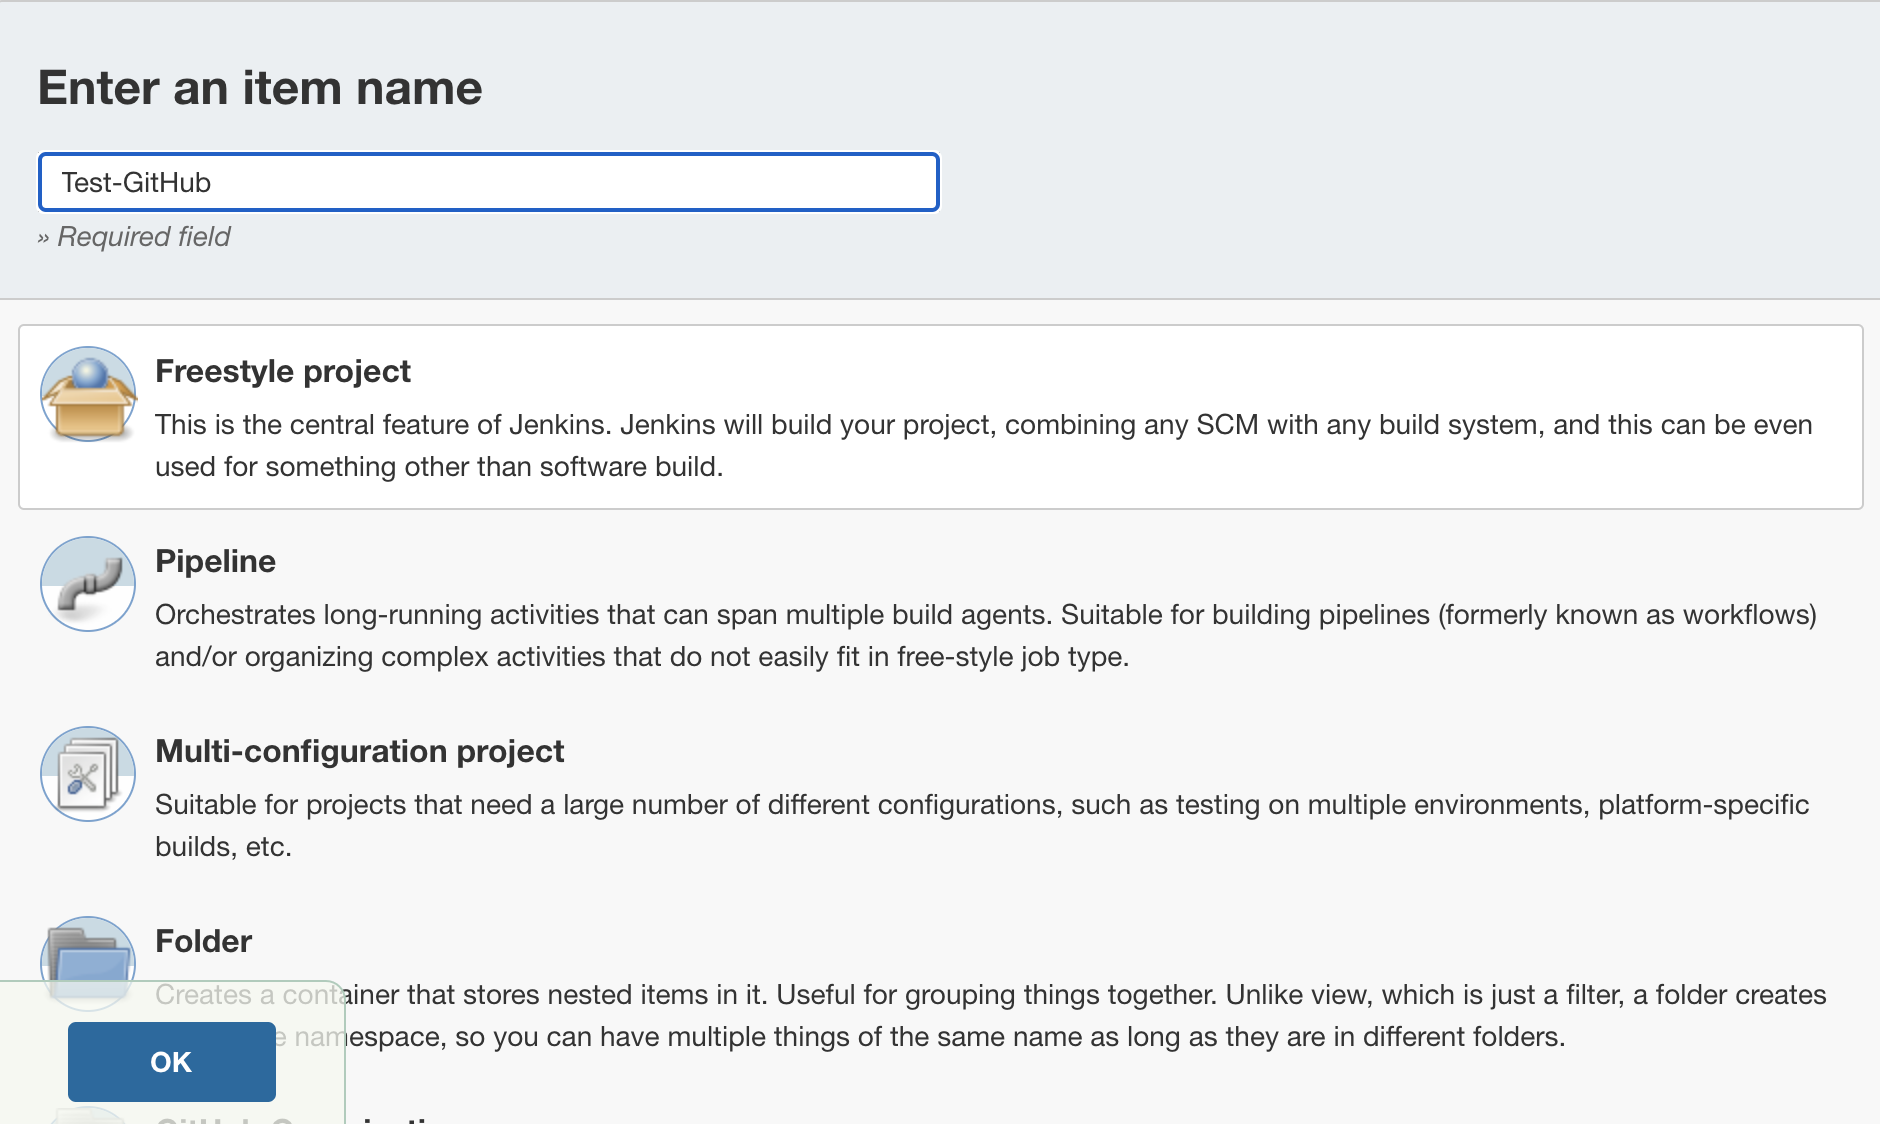 Enter an item name
Test-GitHub
» Required field
Freestyle project
This is the central feature of Jenkins. Jenkins will build your project, combining any SCM with any build system, and this can be even
used for something other than software build.
Pipeline
Orchestrates long-running activities that can span multiple build agents. Suitable for building pipelines (formerly known as workflows)
and/or organizing complex activities that do not easily fit in free-style job type.
Multi-configuration project
Suitable for projects that need a large number of different configurations, such as testing on multiple environments, platform-specific
builds, etc.
Folder
Creates a container that stores nested items in it. Useful for grouping things together. Unlike view, which is just a filter, a folder creates
namespace, so you can have multiple things of the same name as long as they are in different folders.
OK